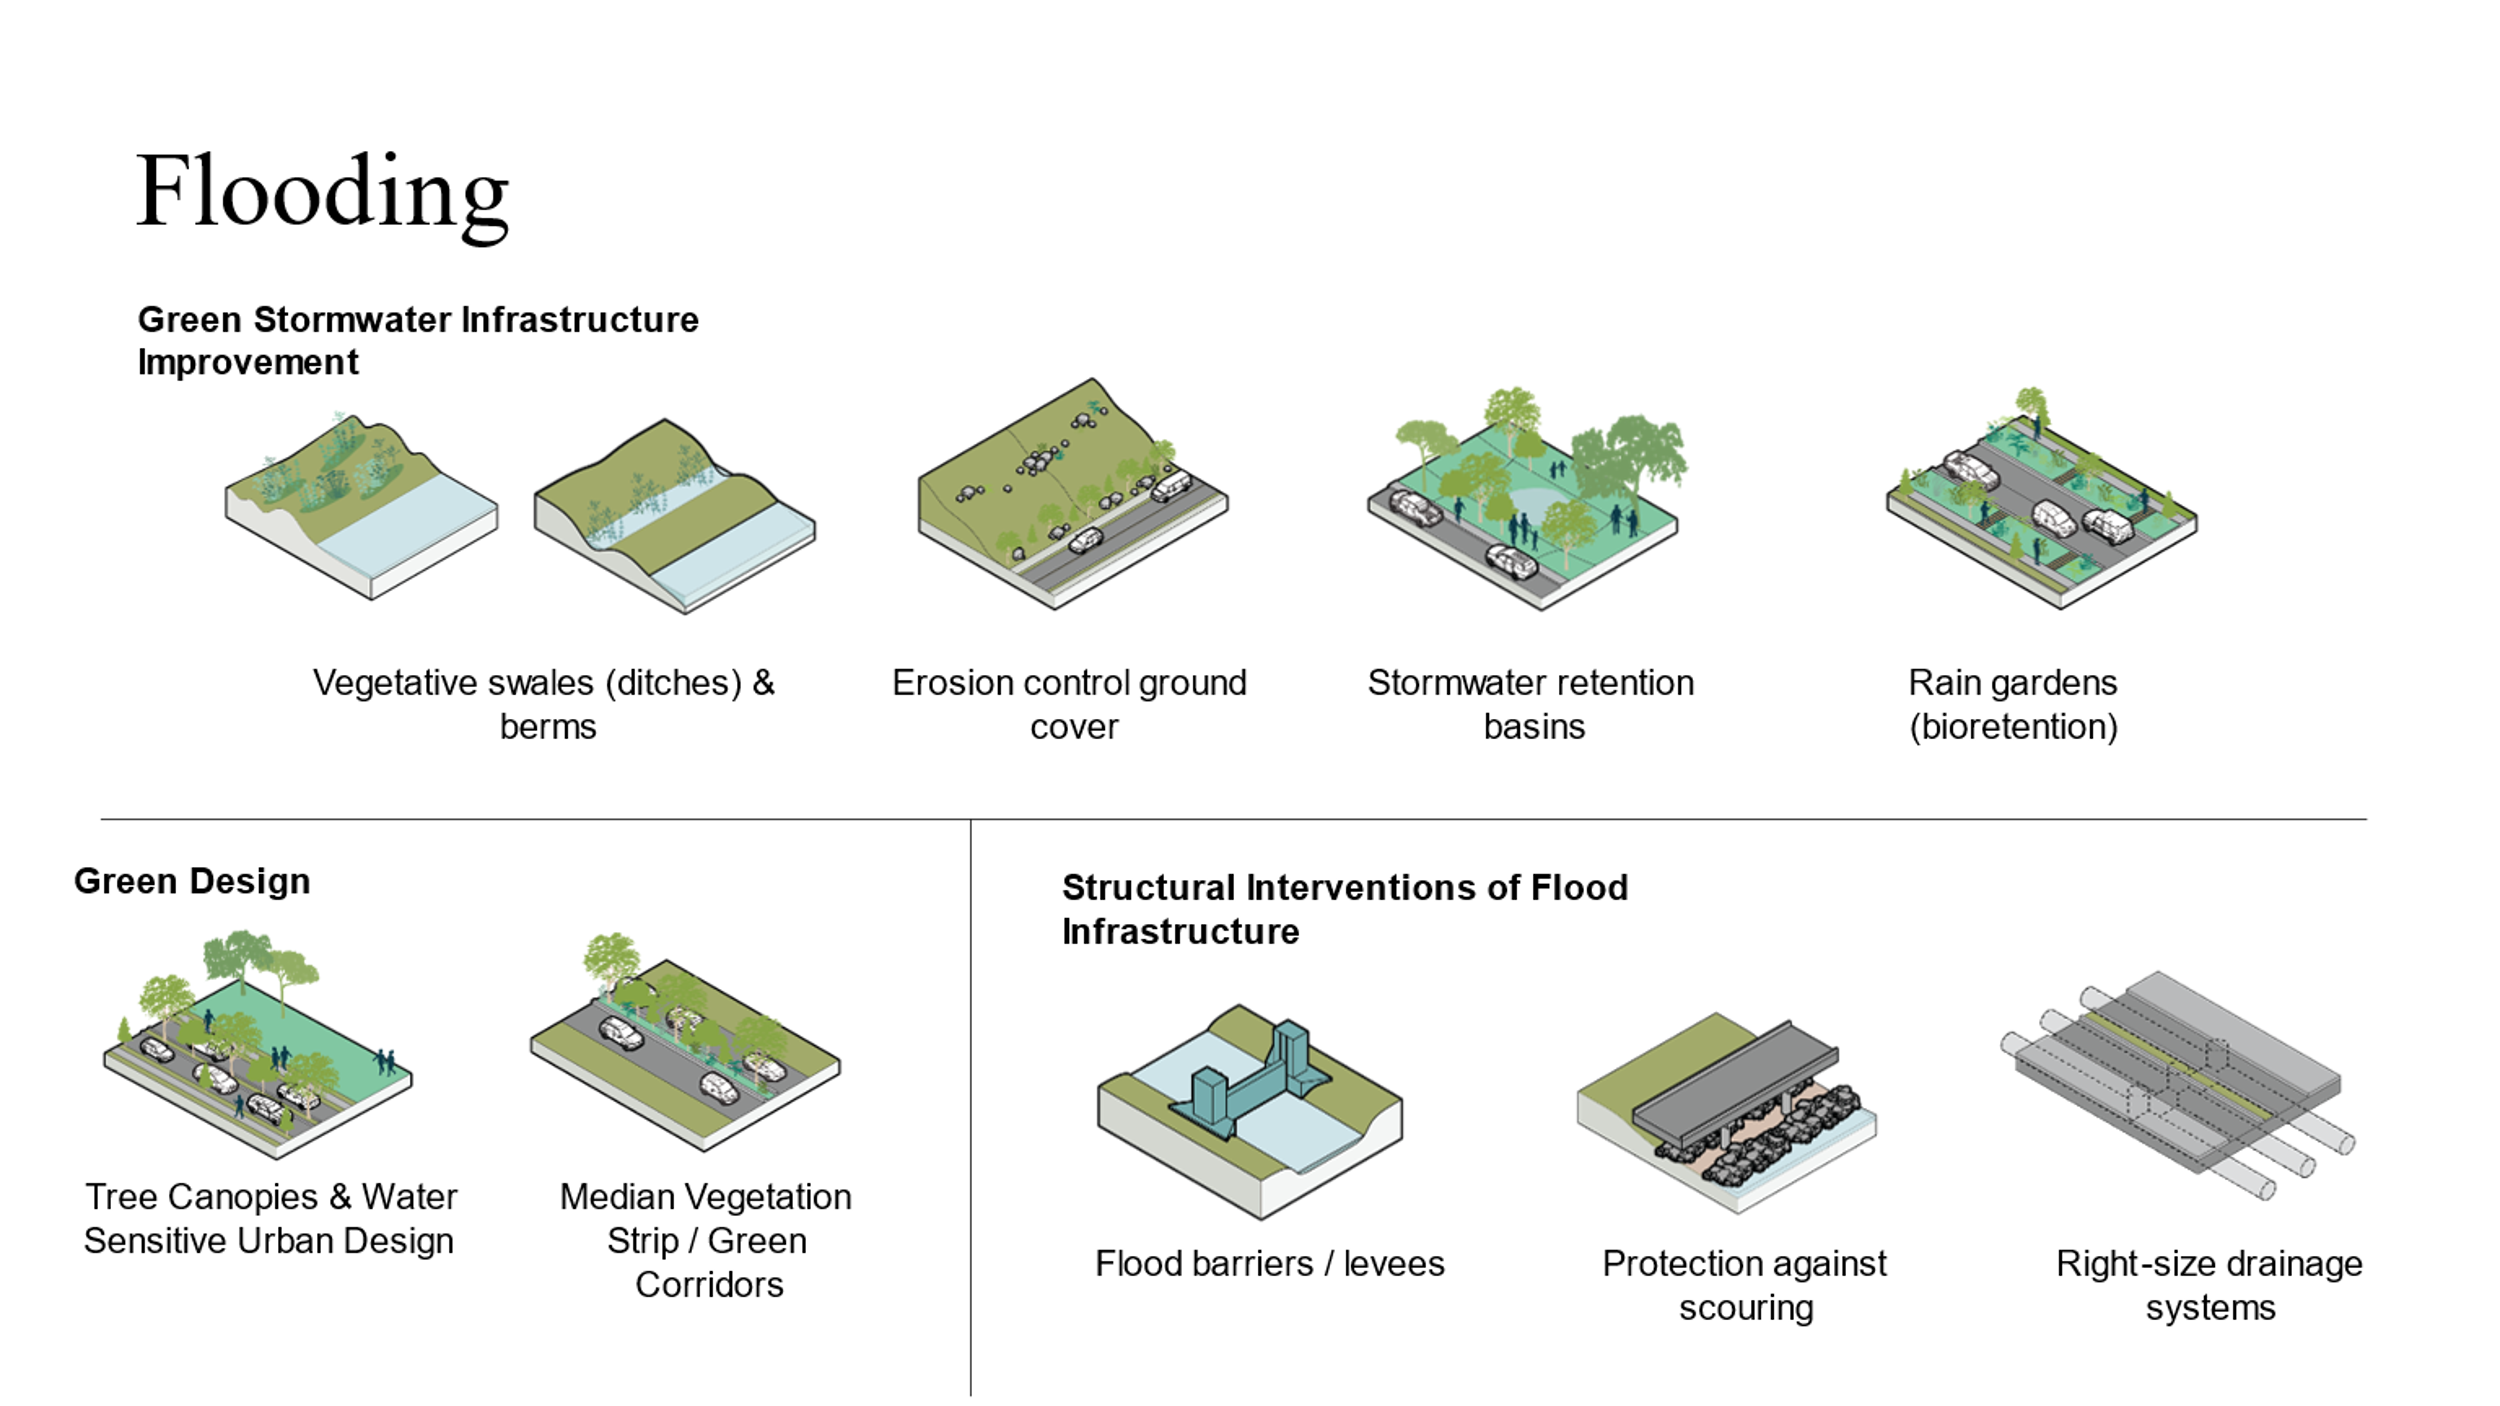 Flooding
Green Stormwater Infrastructure
Improvement
Vegetative swales (ditches) &
berms
Erosion control ground
cover
Stormwater retention
basins
Rain gardens
(bioretention)
Green Design
Tree Canopies & Water
Sensitive Urban Design
Median Vegetation
Strip / Green
Corridors
Structural Interventions of Flood
Infrastructure
Flood barriers / levees
Protection against
scouring
Right-size drainage
systems